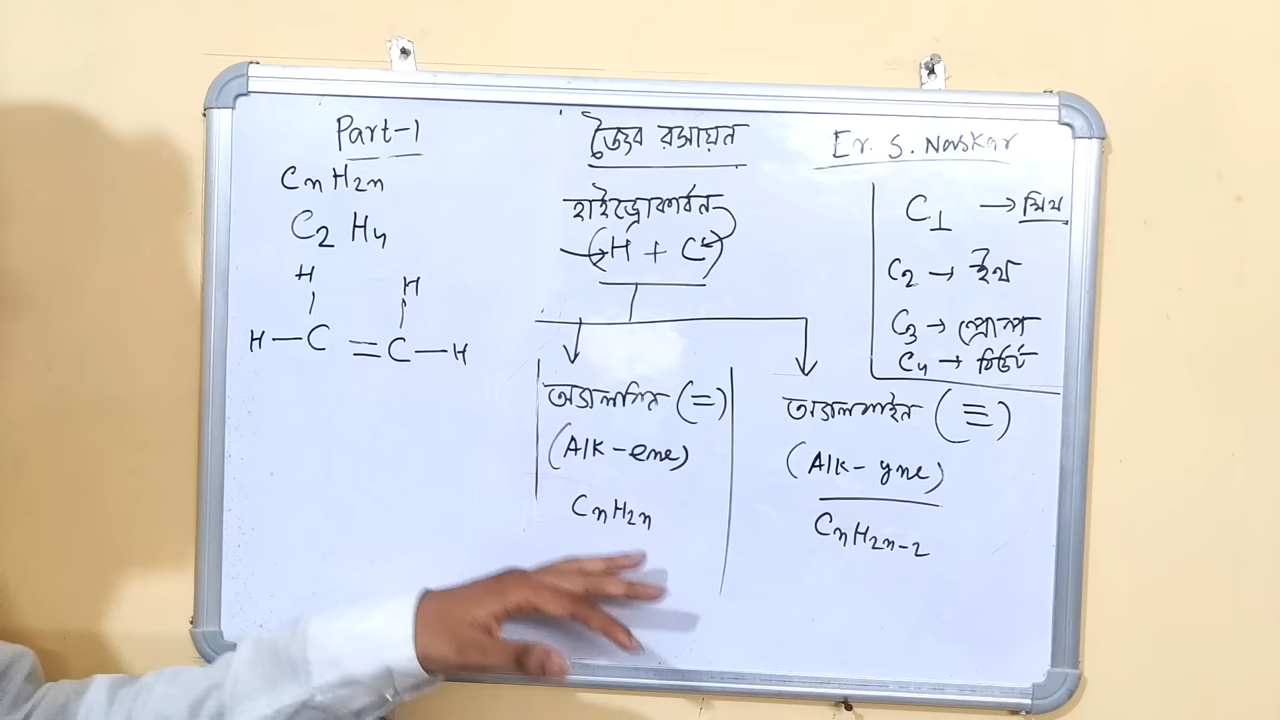 Part-1
CnH2n
C2 H4
H H
H—C=C—H
জৈব রসায়ন
হাইড্রোকার্বন
(H + C)
অ্যালকিন (=)
(Alk-ene)
CnH2n
অ্যালকাইন (≡)
(Alk-yne)
CnH2n-2
Er. S. Naskar
C1 → মিথ
C2 → ইথ
C3 → প্রোপ
C4 → বিউট